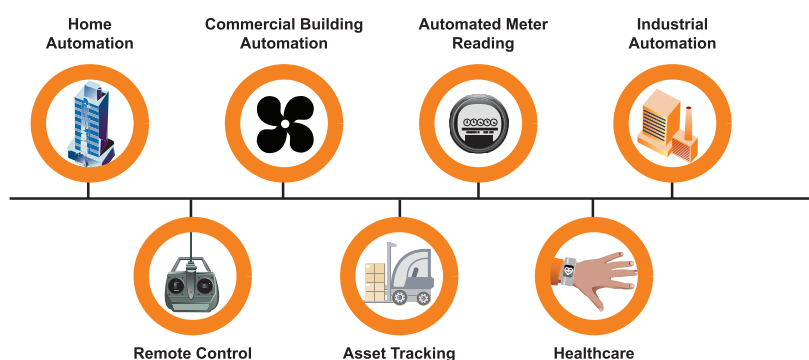 Home
Automation
Commercial Building
Automation
Automated Meter
Reading
Industrial
Automation
Remote Control
Asset Tracking
Healthcare